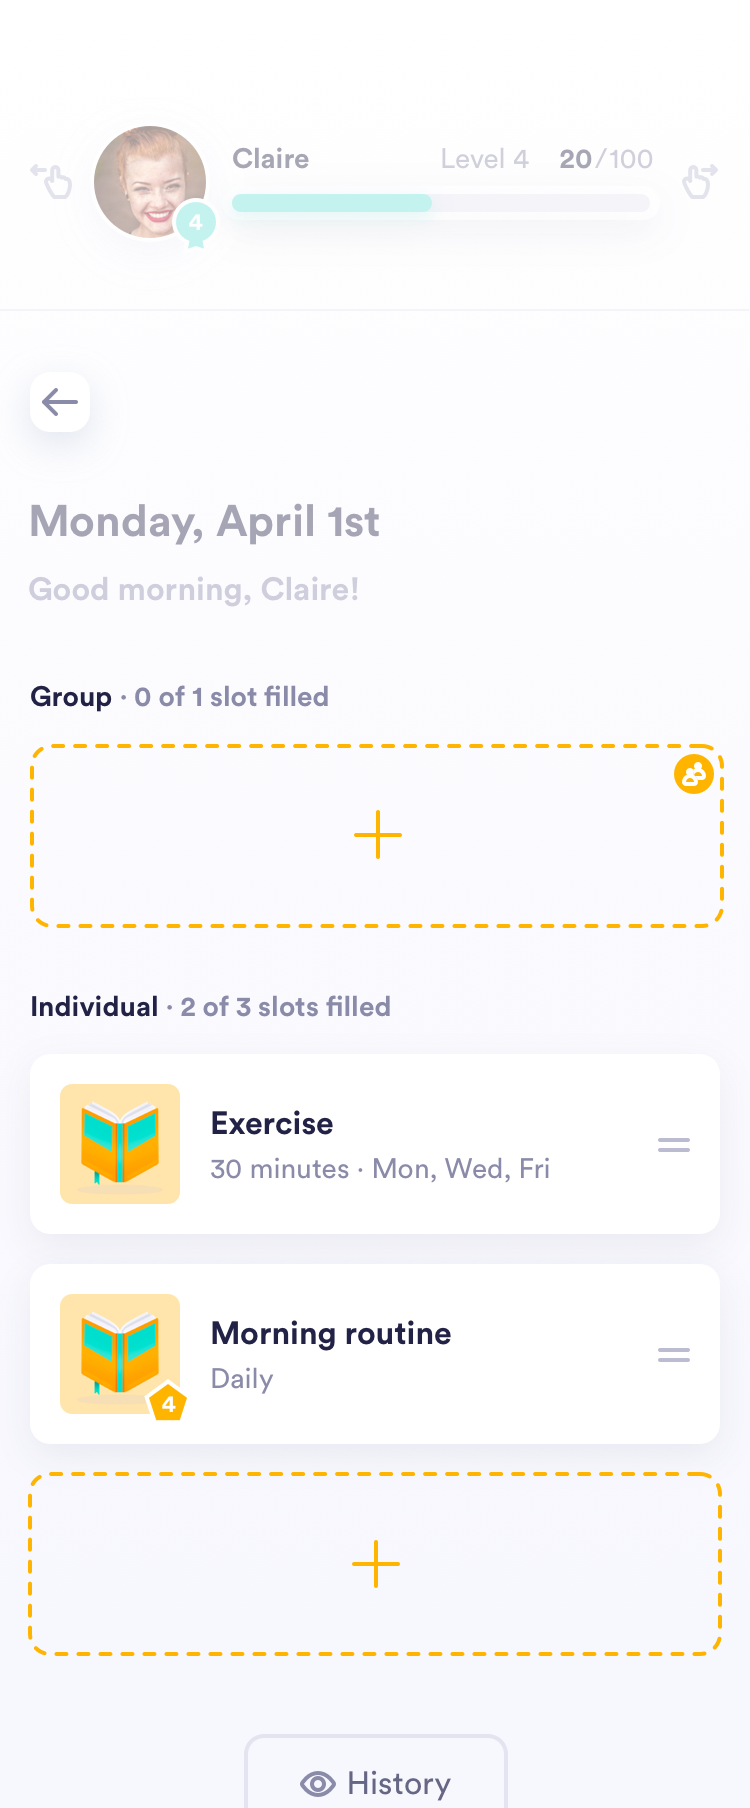 Claire Level 4 20/100
4
Monday, April 1st
Good morning, Claire!
Group · 0 of 1 slot filled
Individual · 2 of 3 slots filled
Exercise
30 minutes · Mon, Wed, Fri
Morning routine
Daily
4
History